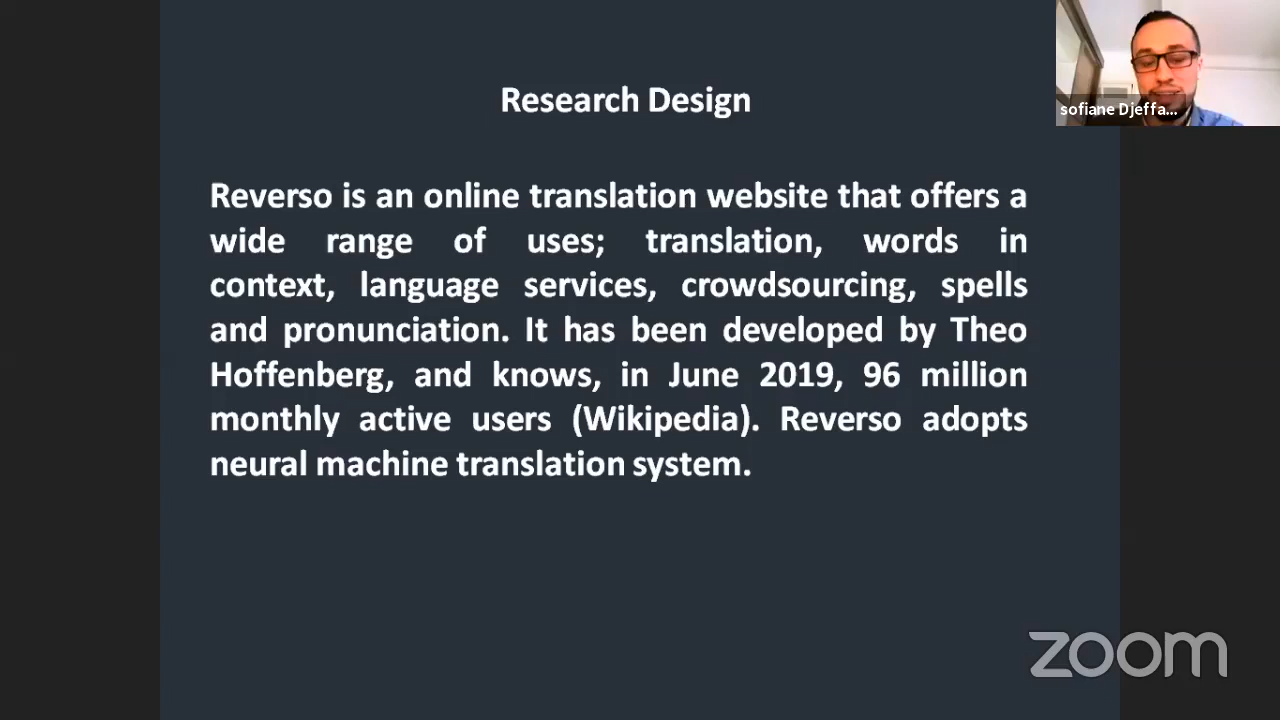 Research Design
sofiane Djeffa...
Reverso is an online translation website that offers a
wide range of uses; translation, words in
context, language services, crowdsourcing, spells
and pronunciation. It has been developed by Theo
Hoffenberg, and knows, in June 2019, 96 million
monthly active users (Wikipedia). Reverso adopts
neural machine translation system.
zoom